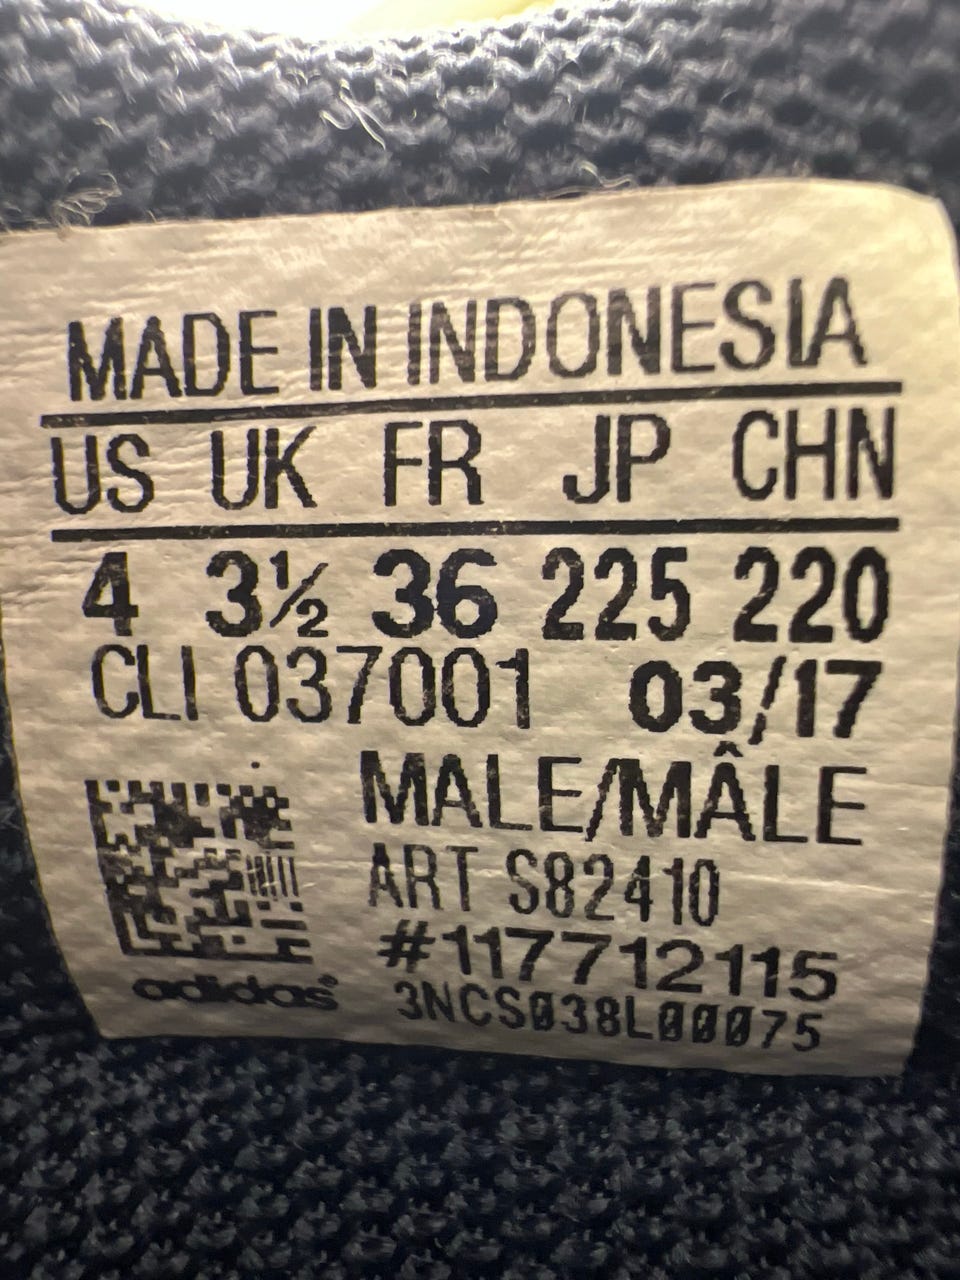 MADE IN INDONESIA
US UK FR JP CHN
4 3½ 36 225 220
CLI 037001 03/17
MALE/MÂLE
ART S82410
#117712115
adidas®
3NCS038L00075